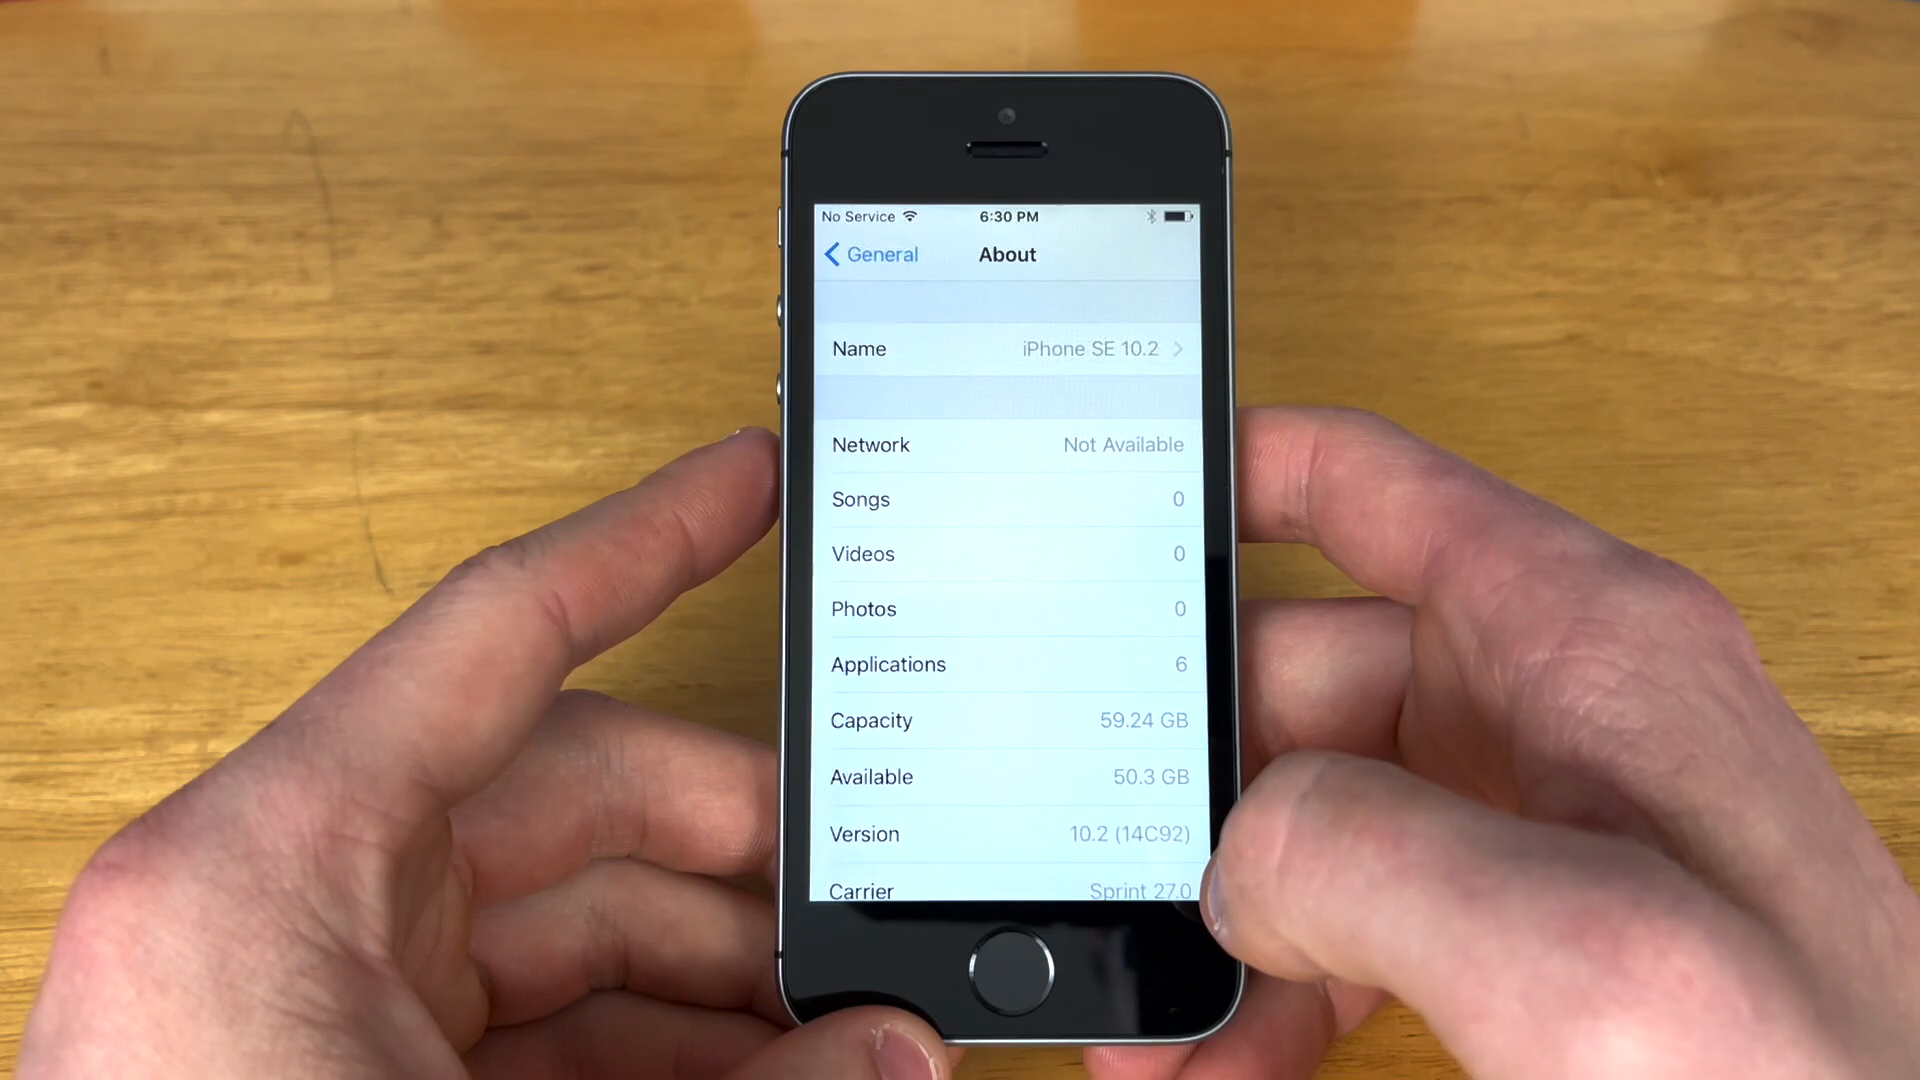 No Service 6:30 PM
General About
Name iPhone SE 10.2
Network Not Available
Songs 0
Videos 0
Photos 0
Applications 6
Capacity 59.24 GB
Available 50.3 GB
Version 10.2 (14C92)
Carrier Sprint 27.0